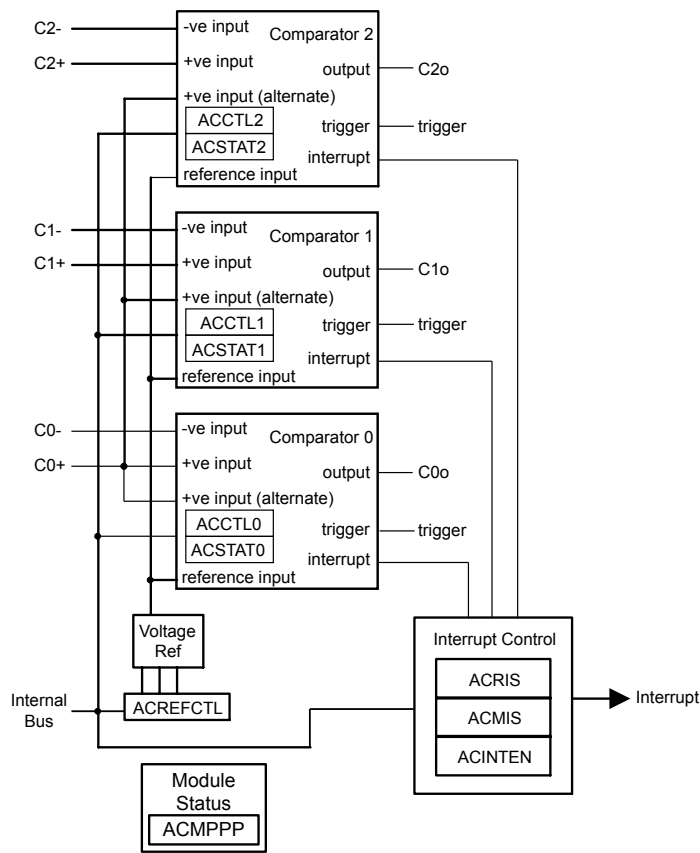 C2-
-ve input
Comparator 2
C2+
+ve input
output
C2o
+ve input (alternate)
ACCTL2
trigger
trigger
ACSTAT2
interrupt
reference input
C1-
-ve input
Comparator 1
C1+
+ve input
output
C1o
+ve input (alternate)
ACCTL1
trigger
trigger
ACSTAT1
interrupt
reference input
C0-
-ve input
Comparator 0
C0+
+ve input
output
C0o
+ve input (alternate)
ACCTL0
trigger
trigger
ACSTAT0
interrupt
reference input
Voltage
Ref
Interrupt Control
ACRIS
Internal
Bus
ACREFCTL
ACMIS
Interrupt
ACINTEN
Module
Status
ACMPPP